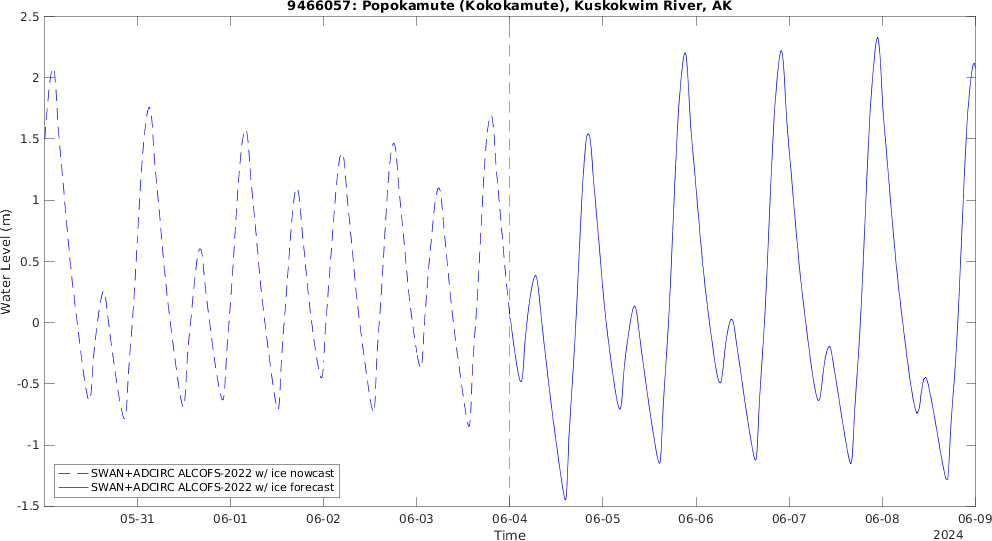 9466057: Popokamute (Kokokamute), Kuskokwim River, AK
2.5
2
1.5
1
0.5
0
-0.5
-1
-1.5
Water Level (m)
SWAN+ADCIRC ALCOFS-2022 w/ ice nowcast
SWAN+ADCIRC ALCOFS-2022 w/ ice forecast
05-31 06-01 06-02 06-03 06-04 06-05 06-06 06-07 06-08 06-09
Time
2024